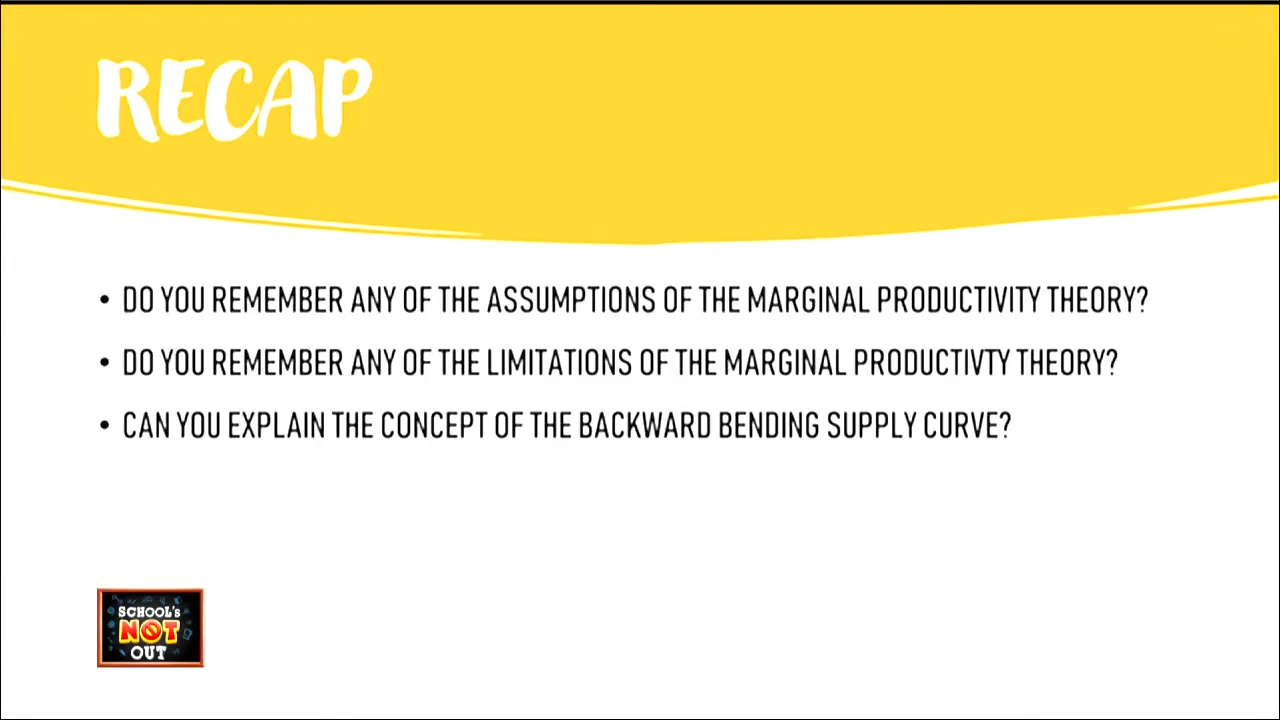 RECAP
• DO YOU REMEMBER ANY OF THE ASSUMPTIONS OF THE MARGINAL PRODUCTIVITY THEORY?
• DO YOU REMEMBER ANY OF THE LIMITATIONS OF THE MARGINAL PRODUCTIVTY THEORY?
• CAN YOU EXPLAIN THE CONCEPT OF THE BACKWARD BENDING SUPPLY CURVE?
SCHOOL'S
NOT
OUT